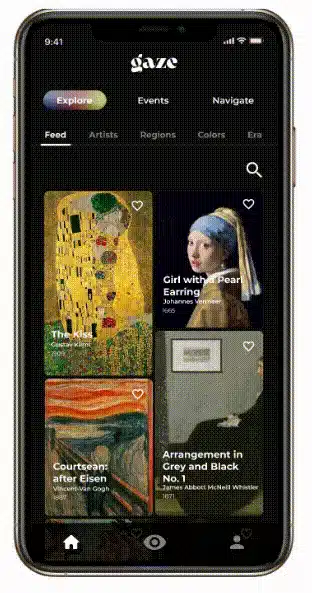 9:41
gaze
Explore
Events
Navigate
Feed
Artists
Regions
Colors
Era
The Kiss
Gustav Klimt
Girl with a Pearl
Earring
Johannes Vermeer
1665
Courtsean:
after Eisen
Vincent Van Gogh
1887
Arrangement in
Grey and Black
No. 1
James Abbott McNeill Whistler
1871